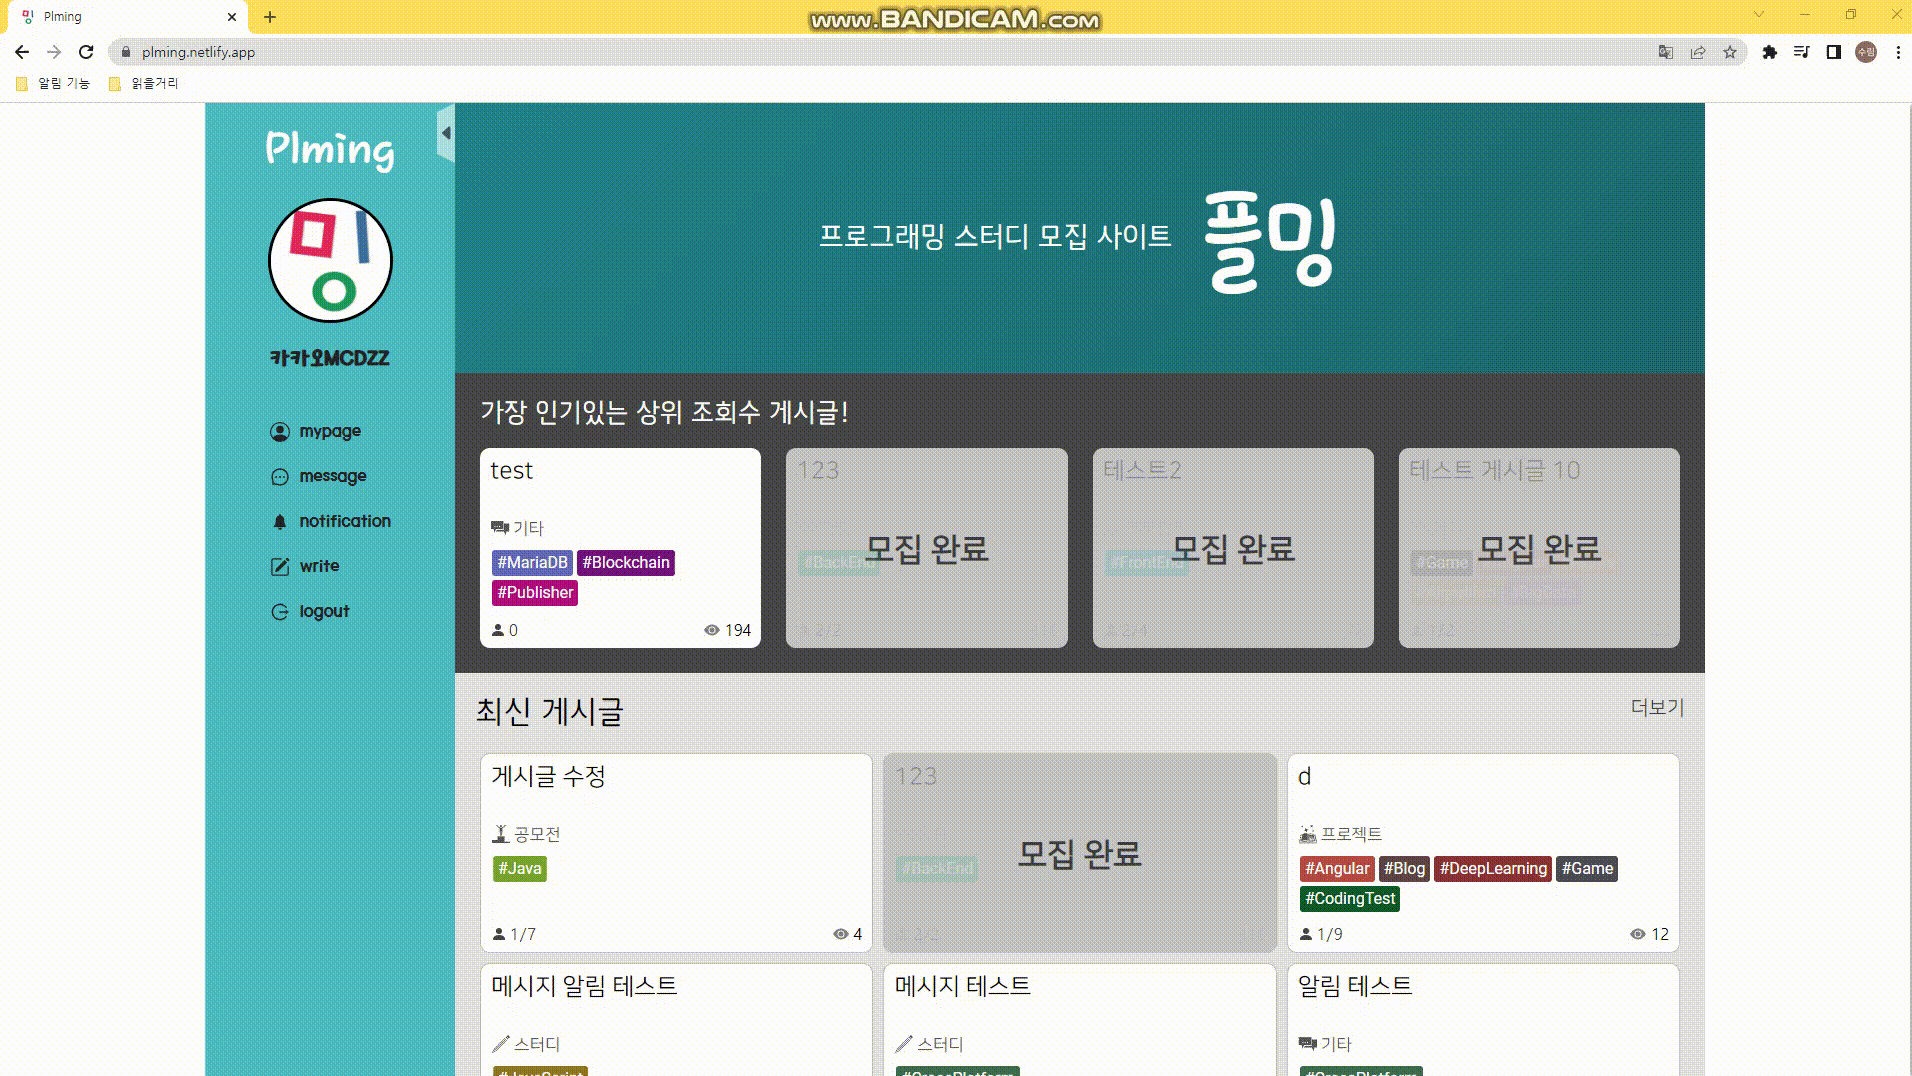 Plming
www.BANDICAM.com
plming.netlify.app
수림
알림 기능
읽을거리
Plming
밍
카카오MCDZZ
mypage
message
notification
write
logout
프로그래밍 스터디 모집 사이트
플밍
가장 인기있는 상위 조회수 게시글!
test
기타
#MariaDB #Blockchain
#Publisher
0 194
123
모집 완료
#BackEnd
2/2
테스트2
모집 완료
#FrontEnd
2/4
테스트 게시글 10
모집 완료
#Game
1/2
최신 게시글
더보기
게시글 수정
공모전
#Java
1/7 4
123
모집 완료
#BackEnd
2/2
d
프로젝트
#Angular #Blog #DeepLearning #Game
#CodingTest
1/9 12
메시지 알림 테스트
스터디
#JavaScript
메시지 테스트
스터디
#CrossPlatform
알림 테스트
기타
#CrossPlatform